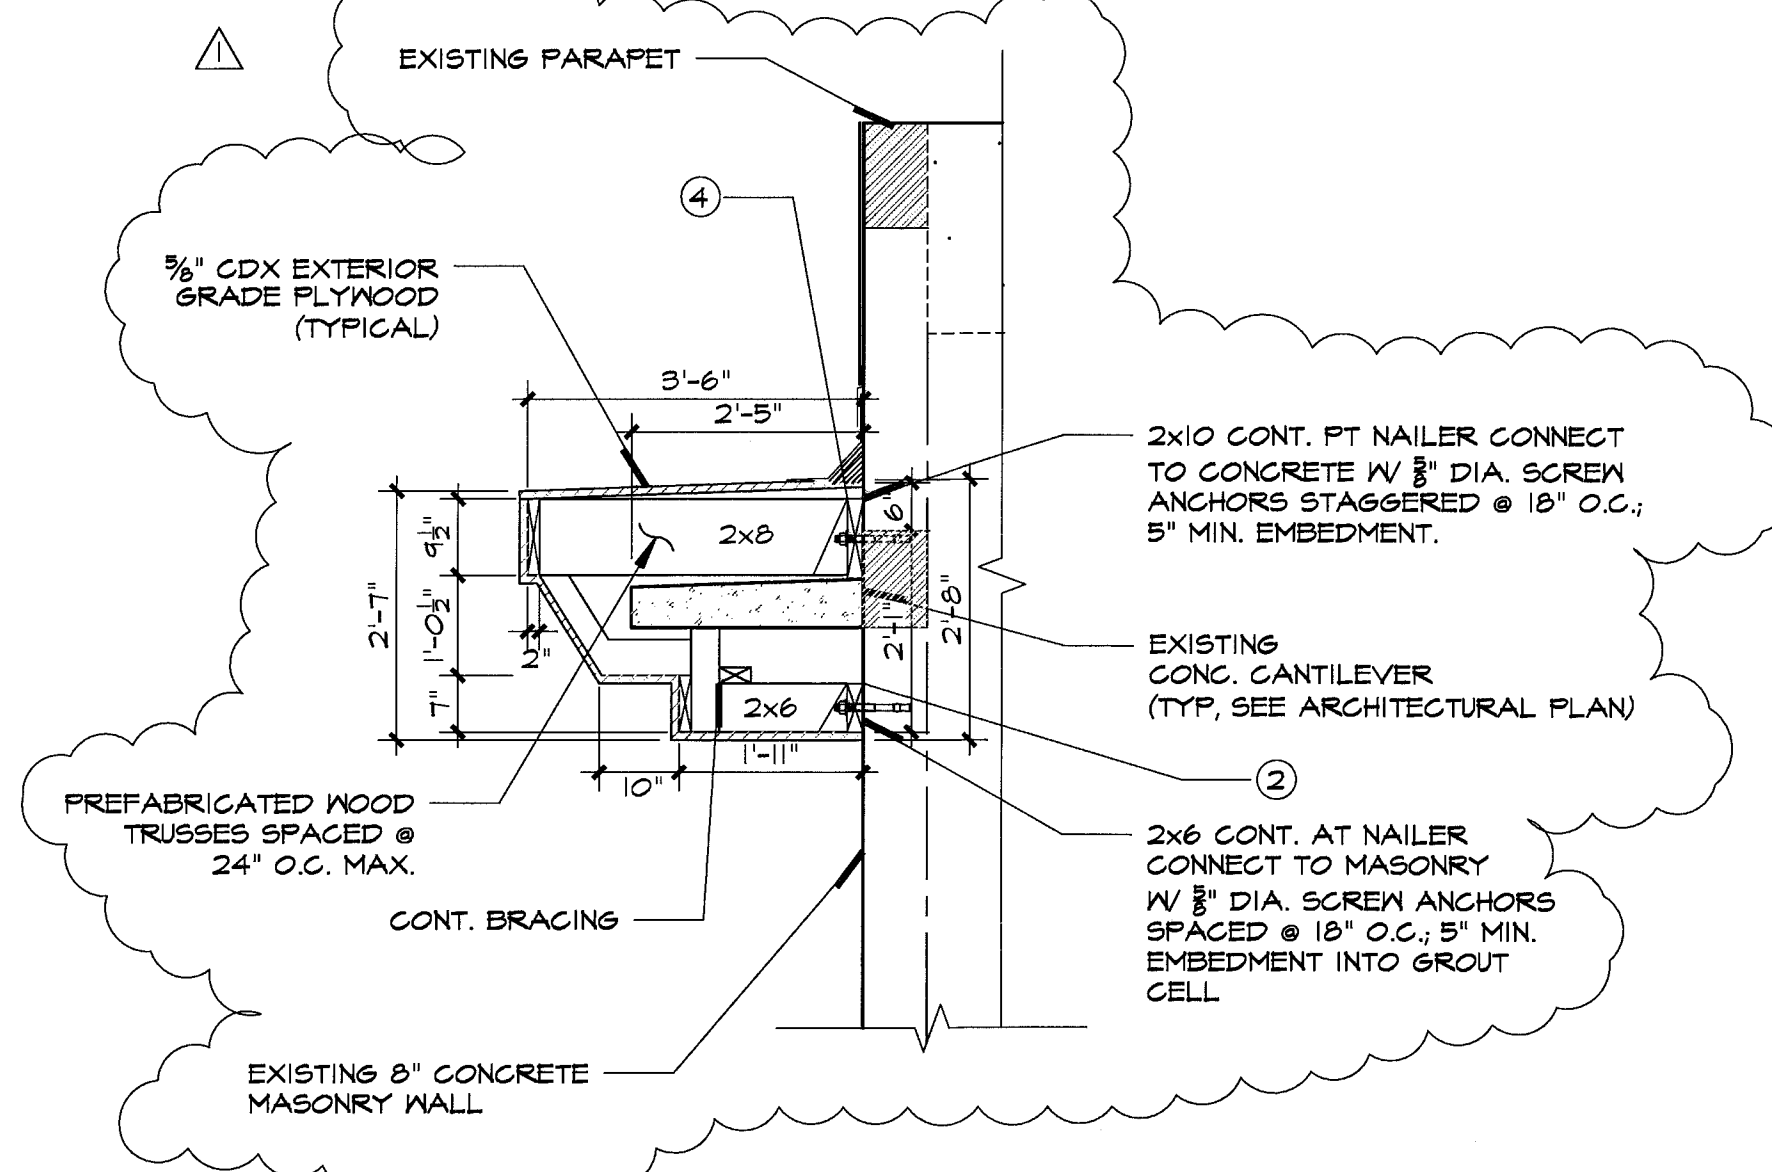 1
EXISTING PARAPET
4
5/8" CDX EXTERIOR
GRADE PLYWOOD
(TYPICAL)
3'-6"
2'-5"
2x10 CONT. PT NAILER CONNECT
TO CONCRETE W/ 5/8" DIA. SCREW
ANCHORS STAGGERED @ 18" O.C.;
5" MIN. EMBEDMENT.
6"
9 1/2"
2x8
2'-7"
1'-0 1/2"
2"
7"
2x6
2'-1"
2'-8"
EXISTING
CONC. CANTILEVER
(TYP, SEE ARCHITECTURAL PLAN)
1'-11"
10"
2
PREFABRICATED WOOD
TRUSSES SPACED @
24" O.C. MAX.
2x6 CONT. AT NAILER
CONNECT TO MASONRY
W/ 5/8" DIA. SCREW ANCHORS
SPACED @ 18" O.C.; 5" MIN.
EMBEDMENT INTO GROUT
CELL
CONT. BRACING
EXISTING 8" CONCRETE
MASONRY WALL